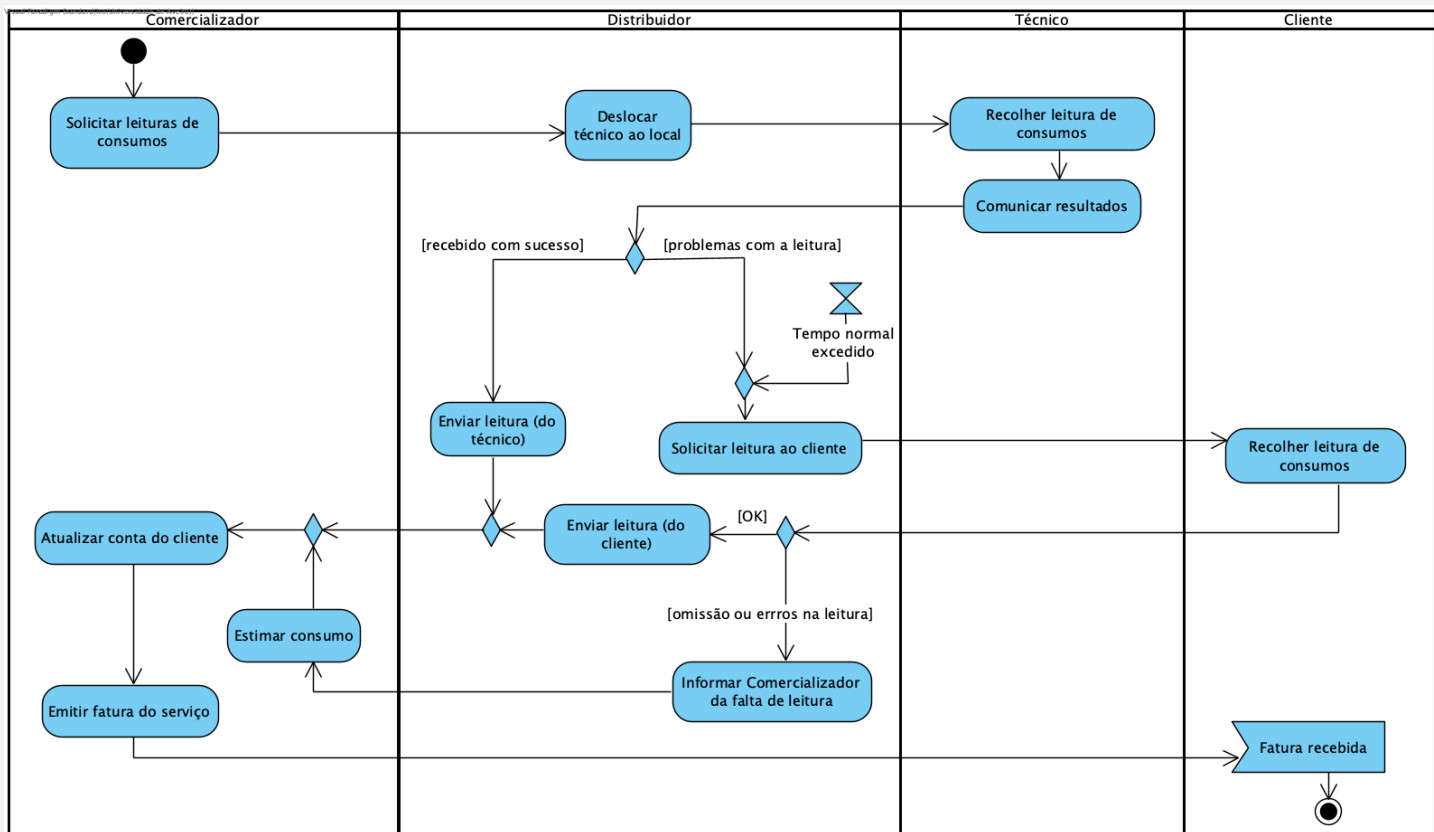 Comercializador
Distribuidor
Técnico
Cliente
Solicitar leituras de
consumos
Deslocar
técnico ao local
Recolher leitura de
consumos
Comunicar resultados
[recebido com sucesso]
[problemas com a leitura]
Tempo normal
excedido
Enviar leitura (do
técnico)
Solicitar leitura ao cliente
Recolher leitura de
consumos
Atualizar conta do cliente
Enviar leitura (do
cliente)
[OK]
[omissão ou errros na leitura]
Estimar consumo
Informar Comercializador
da falta de leitura
Emitir fatura do serviço
Fatura recebida